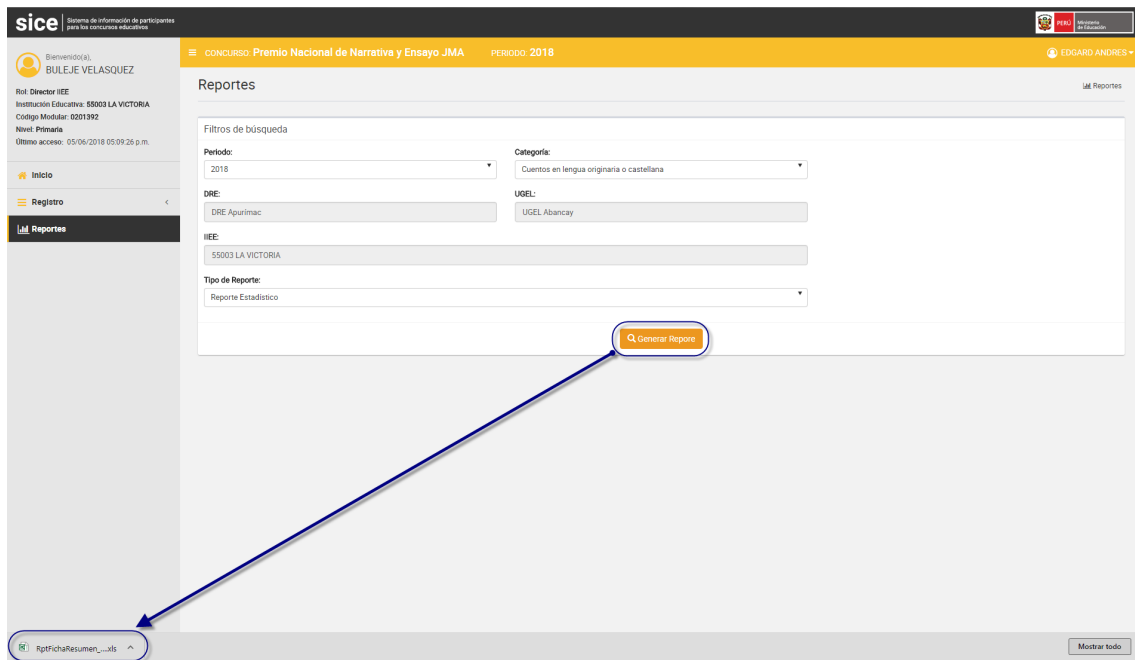 sice Sistema de información de participantes
para los concursos educativos
PERÚ Ministerio
de Educación
Bienvenido(a),
BULEJE VELASQUEZ
Rol: Director IIEE
Institución Educativa: 55003 LA VICTORIA
Código Modular: 0201392
Nivel: Primaria
Último acceso: 05/06/2018 05:09:26 p.m.
Inicio
Registro
Reportes
CONCURSO: Premio Nacional de Narrativa y Ensayo JMA PERIODO: 2018
EDGARD ANDRES
Reportes
Reportes
Filtros de búsqueda
Periodo: Categoría:
2018 Cuentos en lengua originaria o castellana
DRE: UGEL:
DRE Apurímac UGEL Abancay
IIEE:
55003 LA VICTORIA
Tipo de Reporte:
Reporte Estadístico
Generar Repore
RptFichaResumen_....xls
Mostrar todo